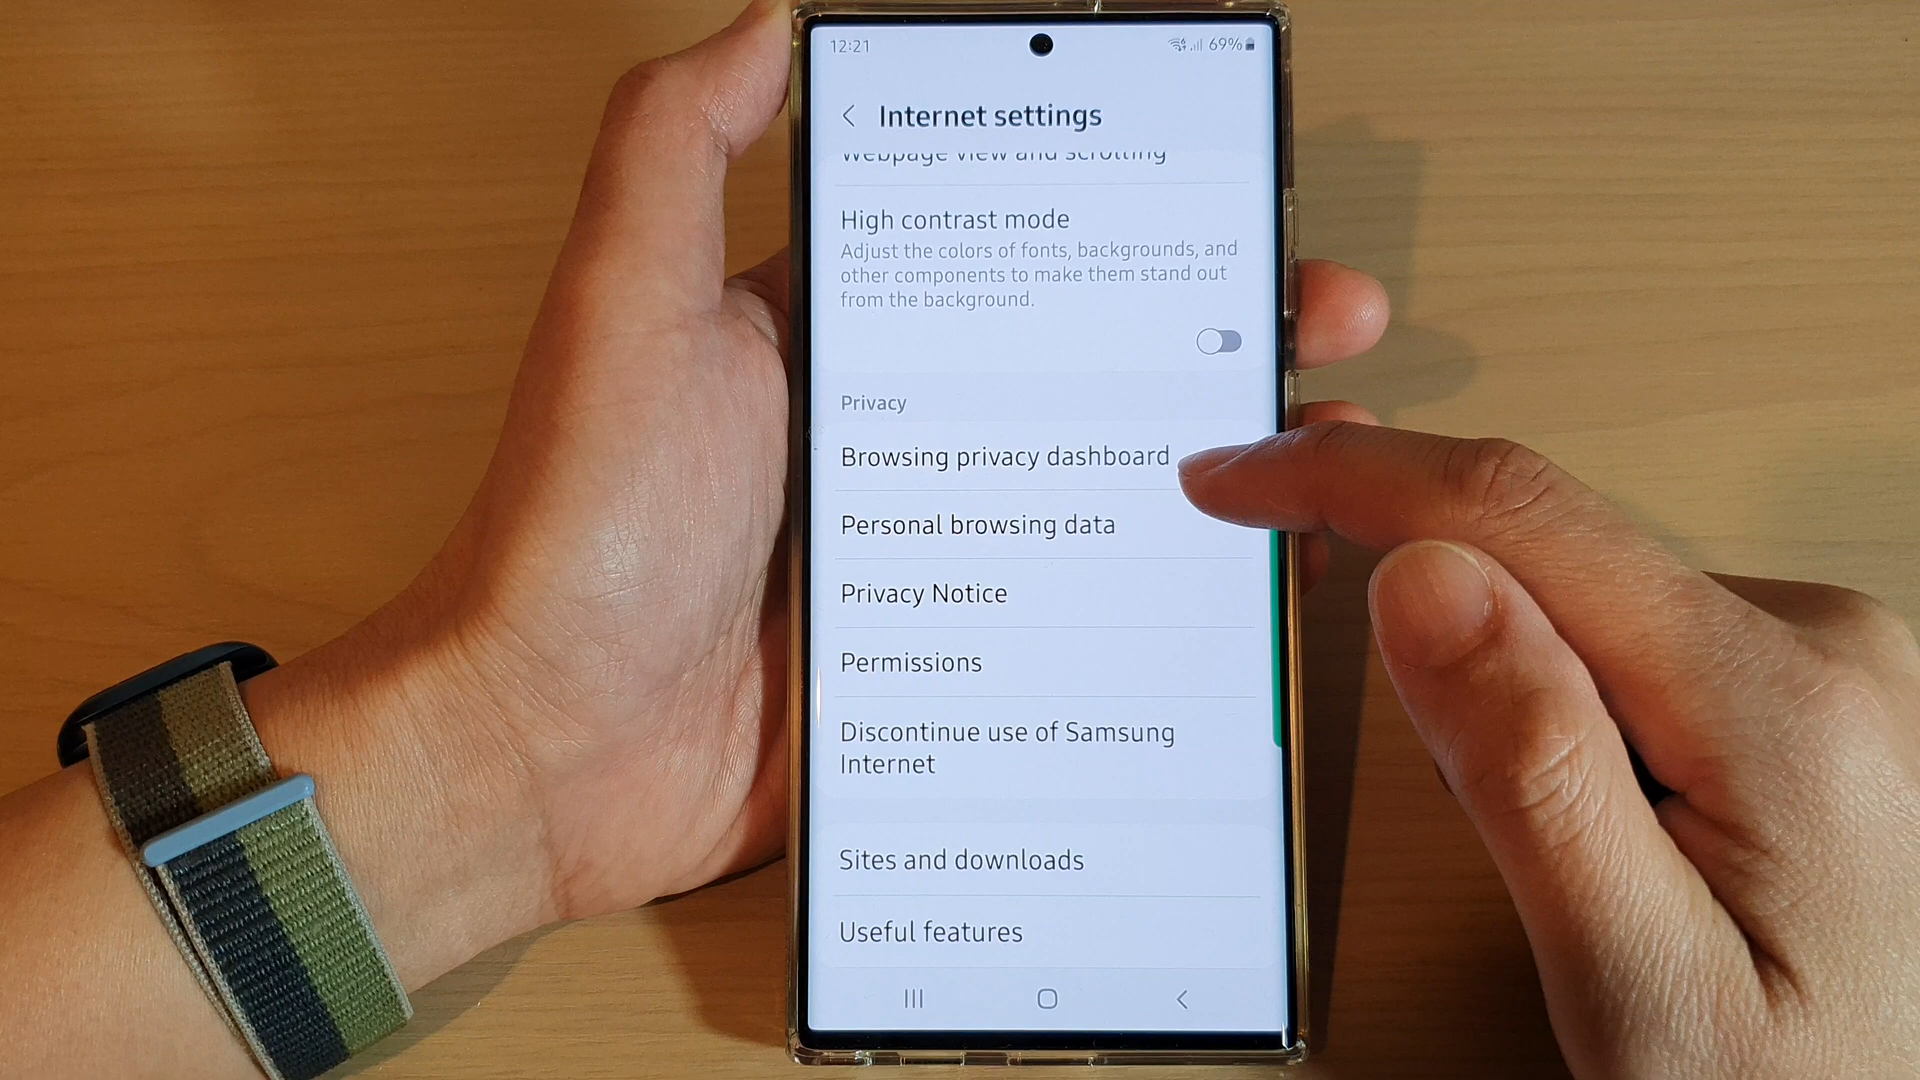 12:21
69%
Internet settings
Webpage view and scrolling
High contrast mode
Adjust the colors of fonts, backgrounds, and
other components to make them stand out
from the background.
Privacy
Browsing privacy dashboard
Personal browsing data
Privacy Notice
Permissions
Discontinue use of Samsung
Internet
Sites and downloads
Useful features